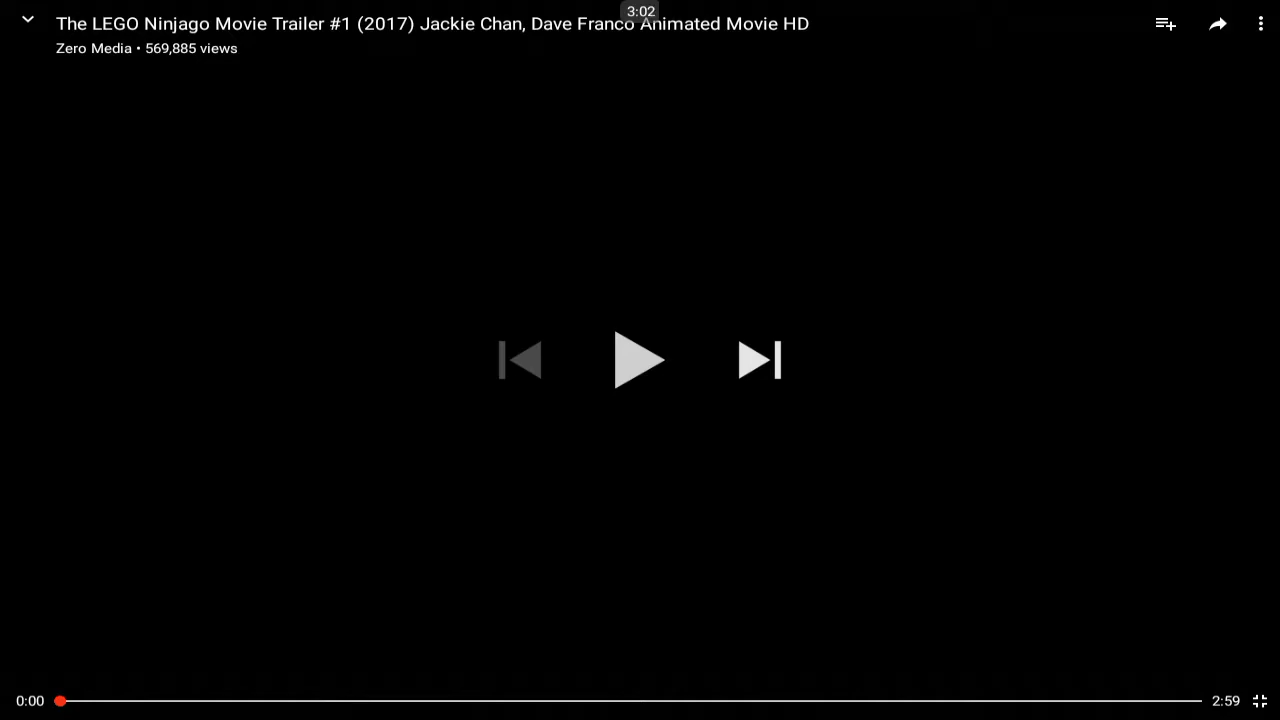 3:02
The LEGO Ninjago Movie Trailer #1 (2017) Jackie Chan, Dave Franco Animated Movie HD
Zero Media • 569,885 views
0:00
2:59